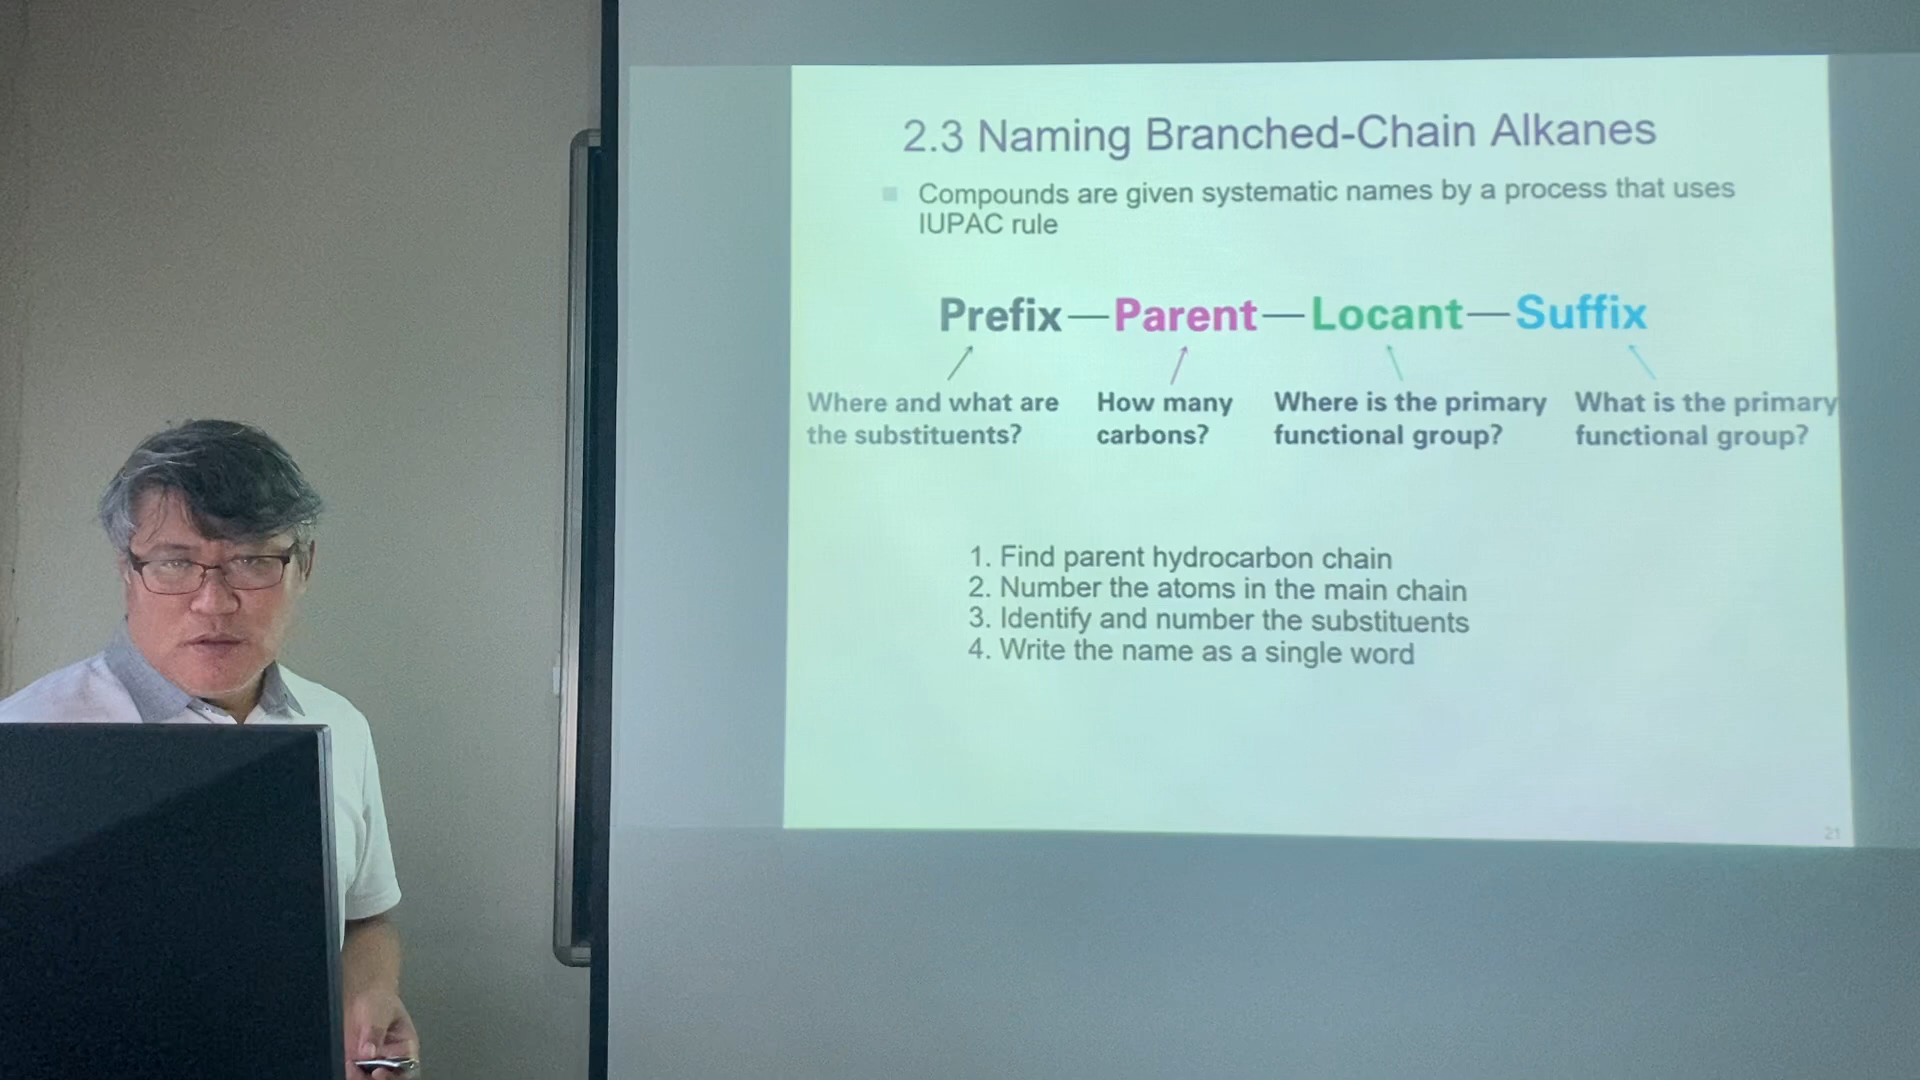 2.3 Naming Branched-Chain Alkanes
Compounds are given systematic names by a process that uses
IUPAC rule
Prefix—Parent—Locant—Suffix
Where and what are
the substituents?
How many
carbons?
Where is the primary
functional group?
What is the primary
functional group?
1. Find parent hydrocarbon chain
2. Number the atoms in the main chain
3. Identify and number the substituents
4. Write the name as a single word
21